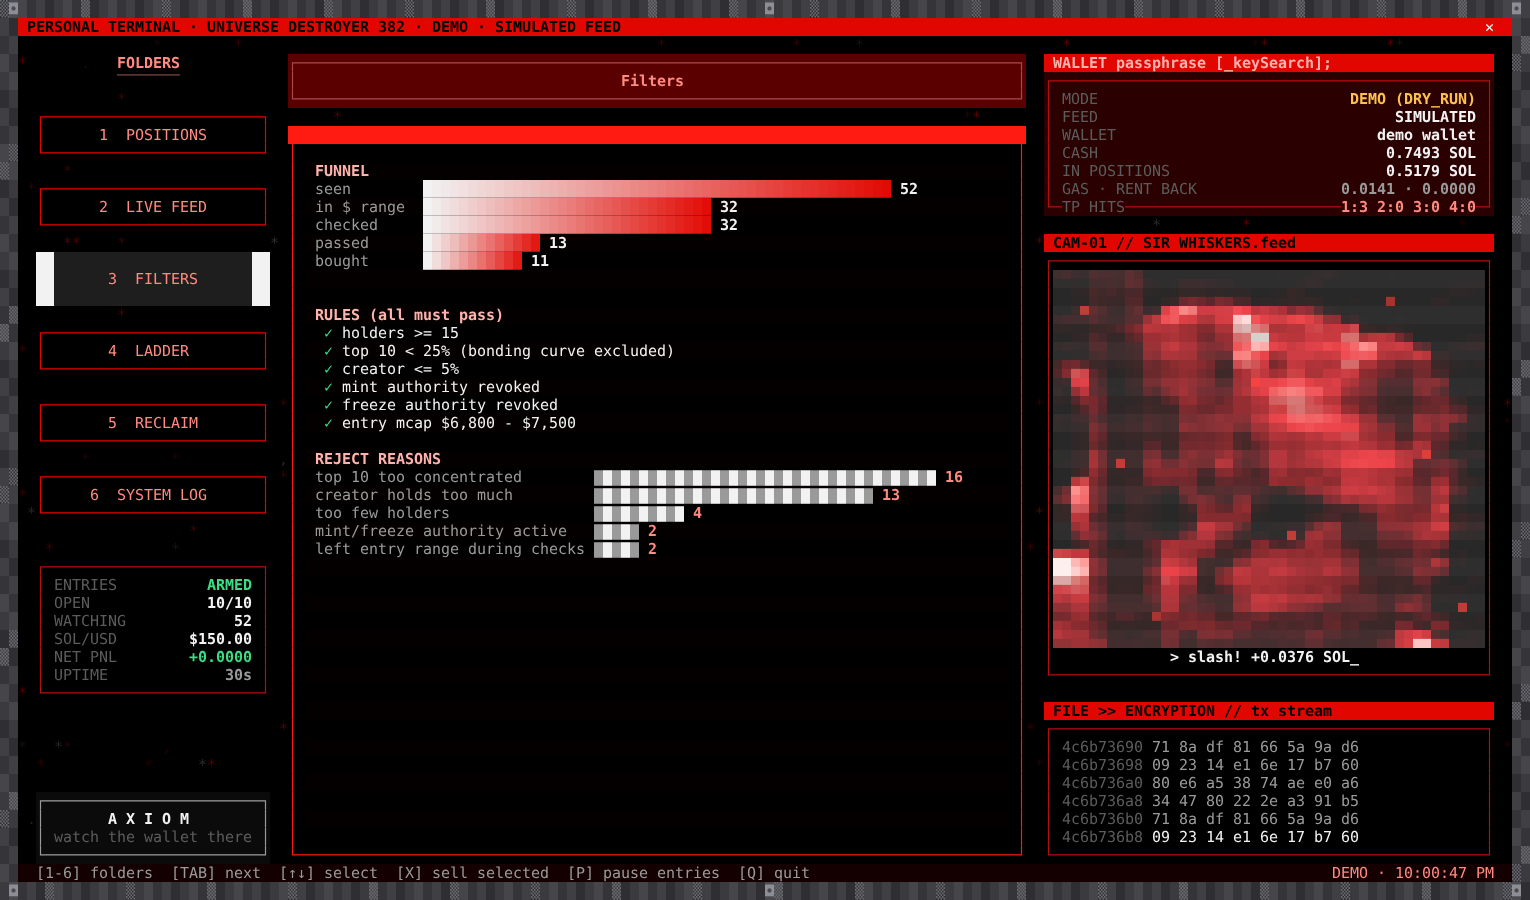 PERSONAL TERMINAL · UNIVERSE DESTROYER 382 · DEMO · SIMULATED FEED ×
FOLDERS
1 POSITIONS
2 LIVE FEED
3 FILTERS
4 LADDER
5 RECLAIM
6 SYSTEM LOG
ENTRIES ARMED
OPEN 10/10
WATCHING 52
SOL/USD $150.00
NET PNL +0.0000
UPTIME 30s
A X I O M
watch the wallet there
Filters
FUNNEL
seen 52
in $ range 32
checked 32
passed 13
bought 11
RULES (all must pass)
✓ holders >= 15
✓ top 10 < 25% (bonding curve excluded)
✓ creator <= 5%
✓ mint authority revoked
✓ freeze authority revoked
✓ entry mcap $6,800 - $7,500
REJECT REASONS
top 10 too concentrated 16
creator holds too much 13
too few holders 4
mint/freeze authority active 2
left entry range during checks 2
WALLET passphrase [_keySearch];
MODE DEMO (DRY_RUN)
FEED SIMULATED
WALLET demo wallet
CASH 0.7493 SOL
IN POSITIONS 0.5179 SOL
GAS · RENT BACK 0.0141 · 0.0000
TP HITS 1:3 2:0 3:0 4:0
CAM-01 // SIR WHISKERS.feed
> slash! +0.0376 SOL_
FILE >> ENCRYPTION // tx stream
4c6b73690 71 8a df 81 66 5a 9a d6
4c6b73698 09 23 14 e1 6e 17 b7 60
4c6b736a0 80 e6 a5 38 74 ae e0 a6
4c6b736a8 34 47 80 22 2e a3 91 b5
4c6b736b0 71 8a df 81 66 5a 9a d6
4c6b736b8 09 23 14 e1 6e 17 b7 60
[1-6] folders [TAB] next [↑↓] select [X] sell selected [P] pause entries [Q] quit
DEMO · 10:00:47 PM